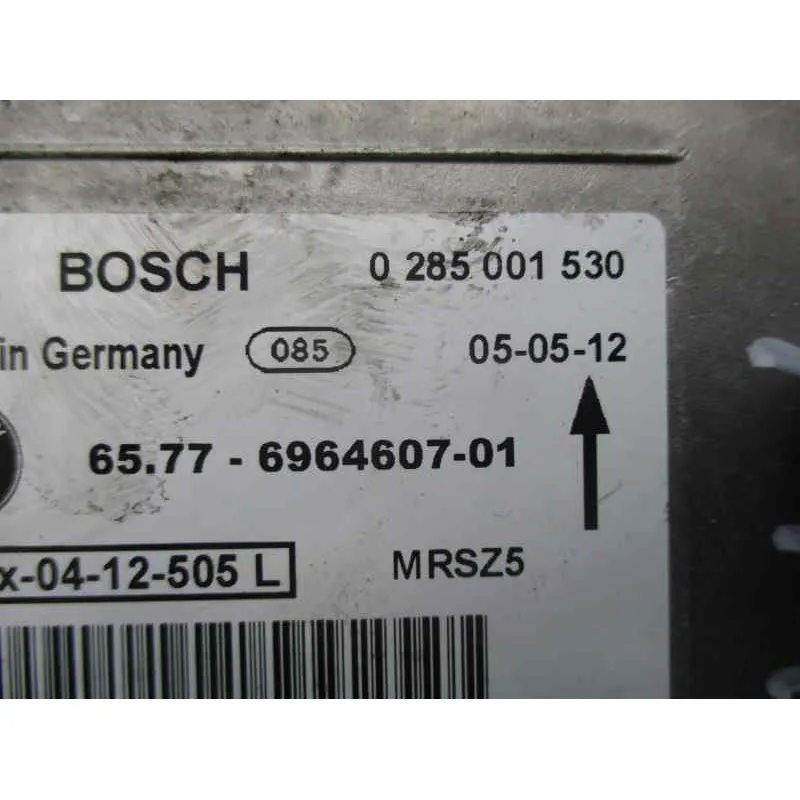 BOSCH 0 285 001 530
in Germany 085 05-05-12
65.77 - 6964607-01
x-04-12-505 L MRSZ5